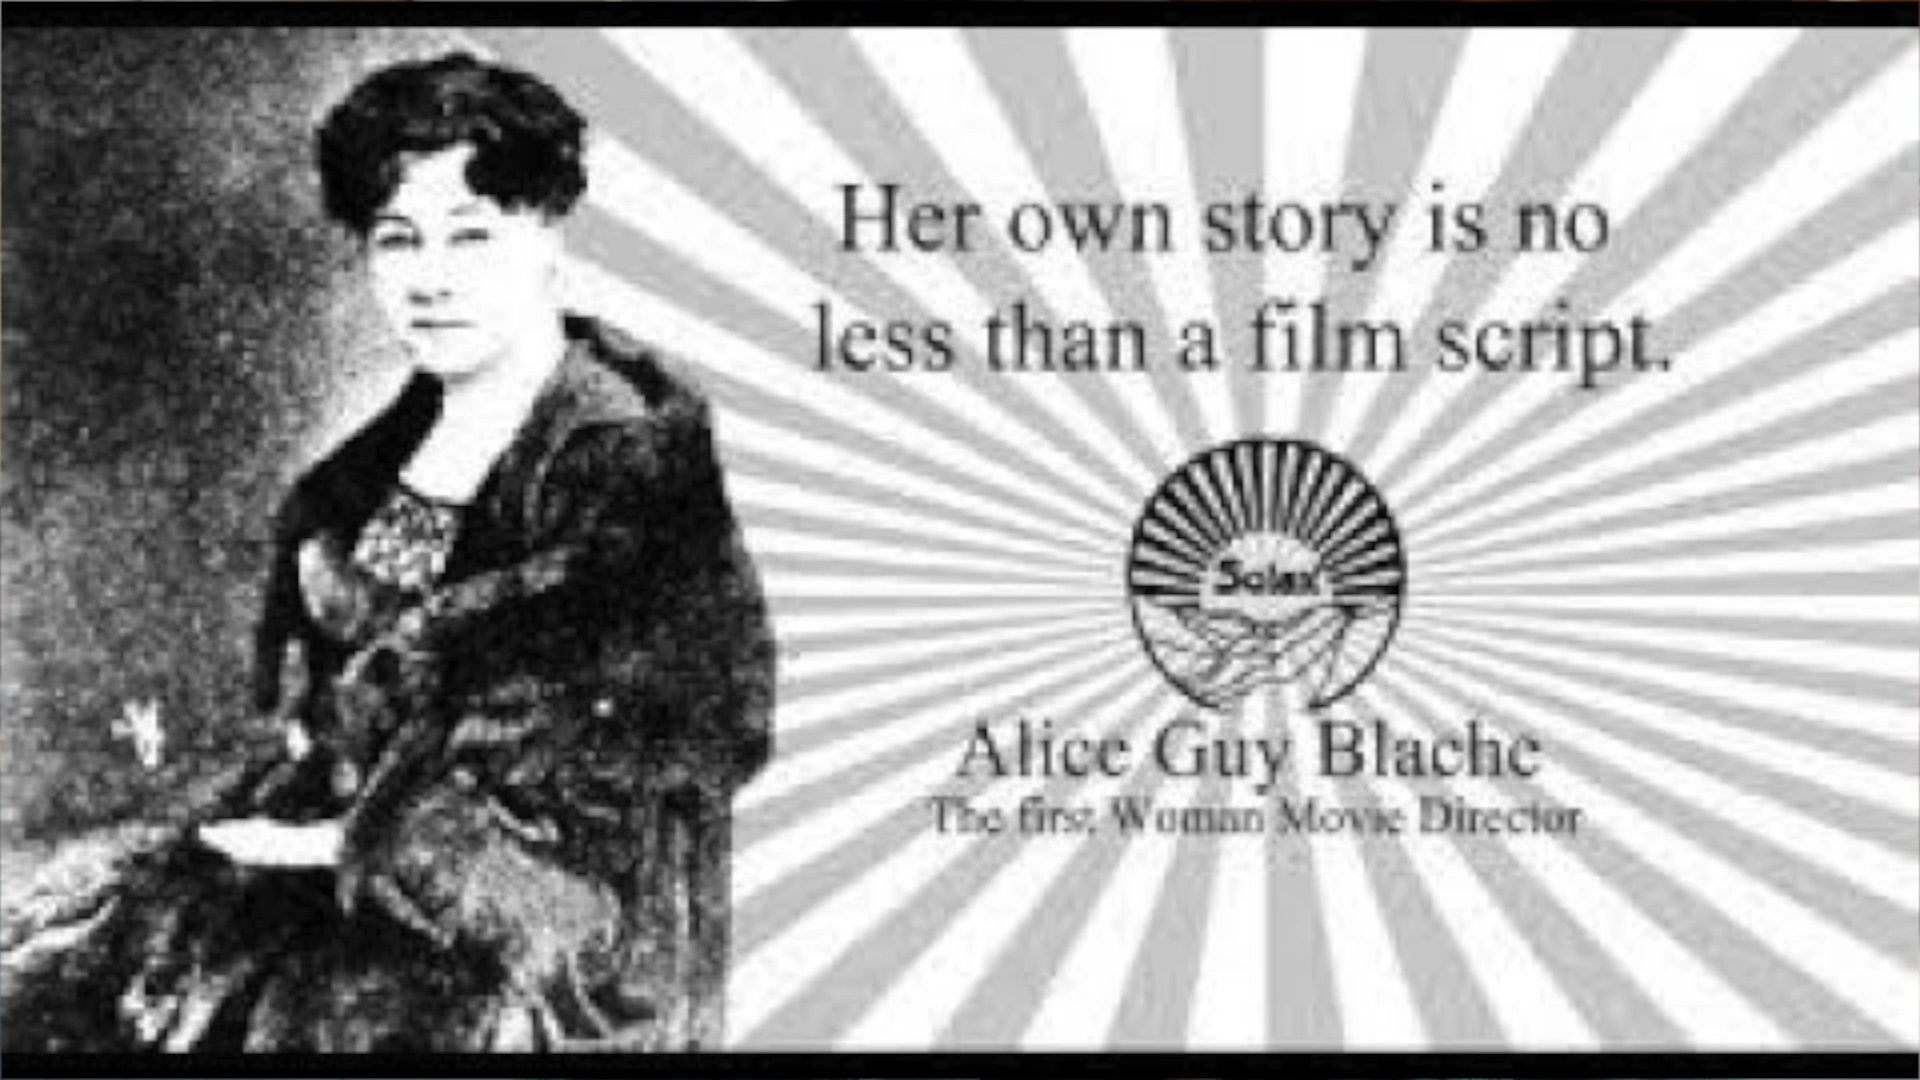 Her own story is no
less than a film script.
Solax
Alice Guy Blache
The first Woman Movie Director